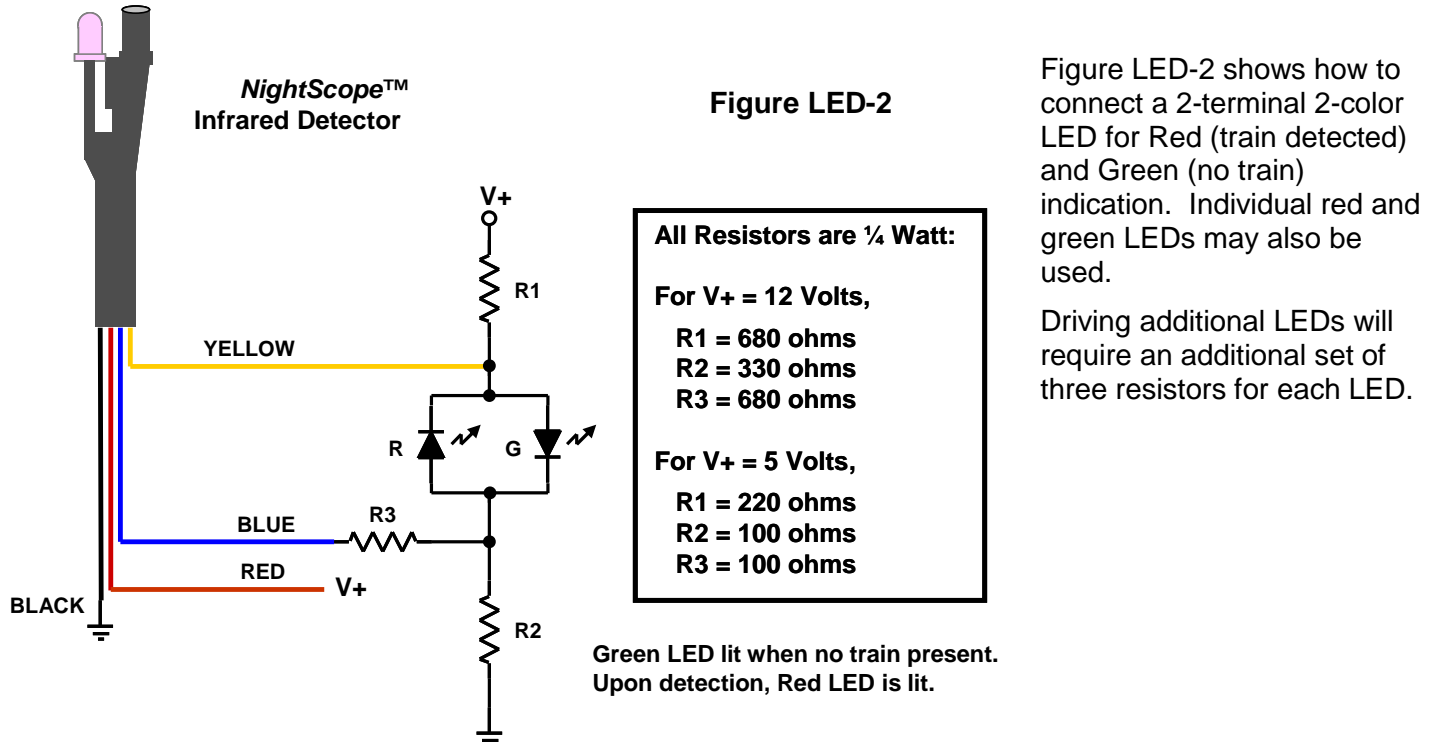 NightScope™
Infrared Detector
Figure LED-2
V+
R1
YELLOW
R
G
BLUE
R3
RED
V+
BLACK
R2
All Resistors are ¼ Watt:
For V+ = 12 Volts,
R1 = 680 ohms
R2 = 330 ohms
R3 = 680 ohms
For V+ = 5 Volts,
R1 = 220 ohms
R2 = 100 ohms
R3 = 100 ohms
Green LED lit when no train present.
Upon detection, Red LED is lit.
Figure LED-2 shows how to
connect a 2-terminal 2-color
LED for Red (train detected)
and Green (no train)
indication.  Individual red and
green LEDs may also be
used.
Driving additional LEDs will
require an additional set of
three resistors for each LED.